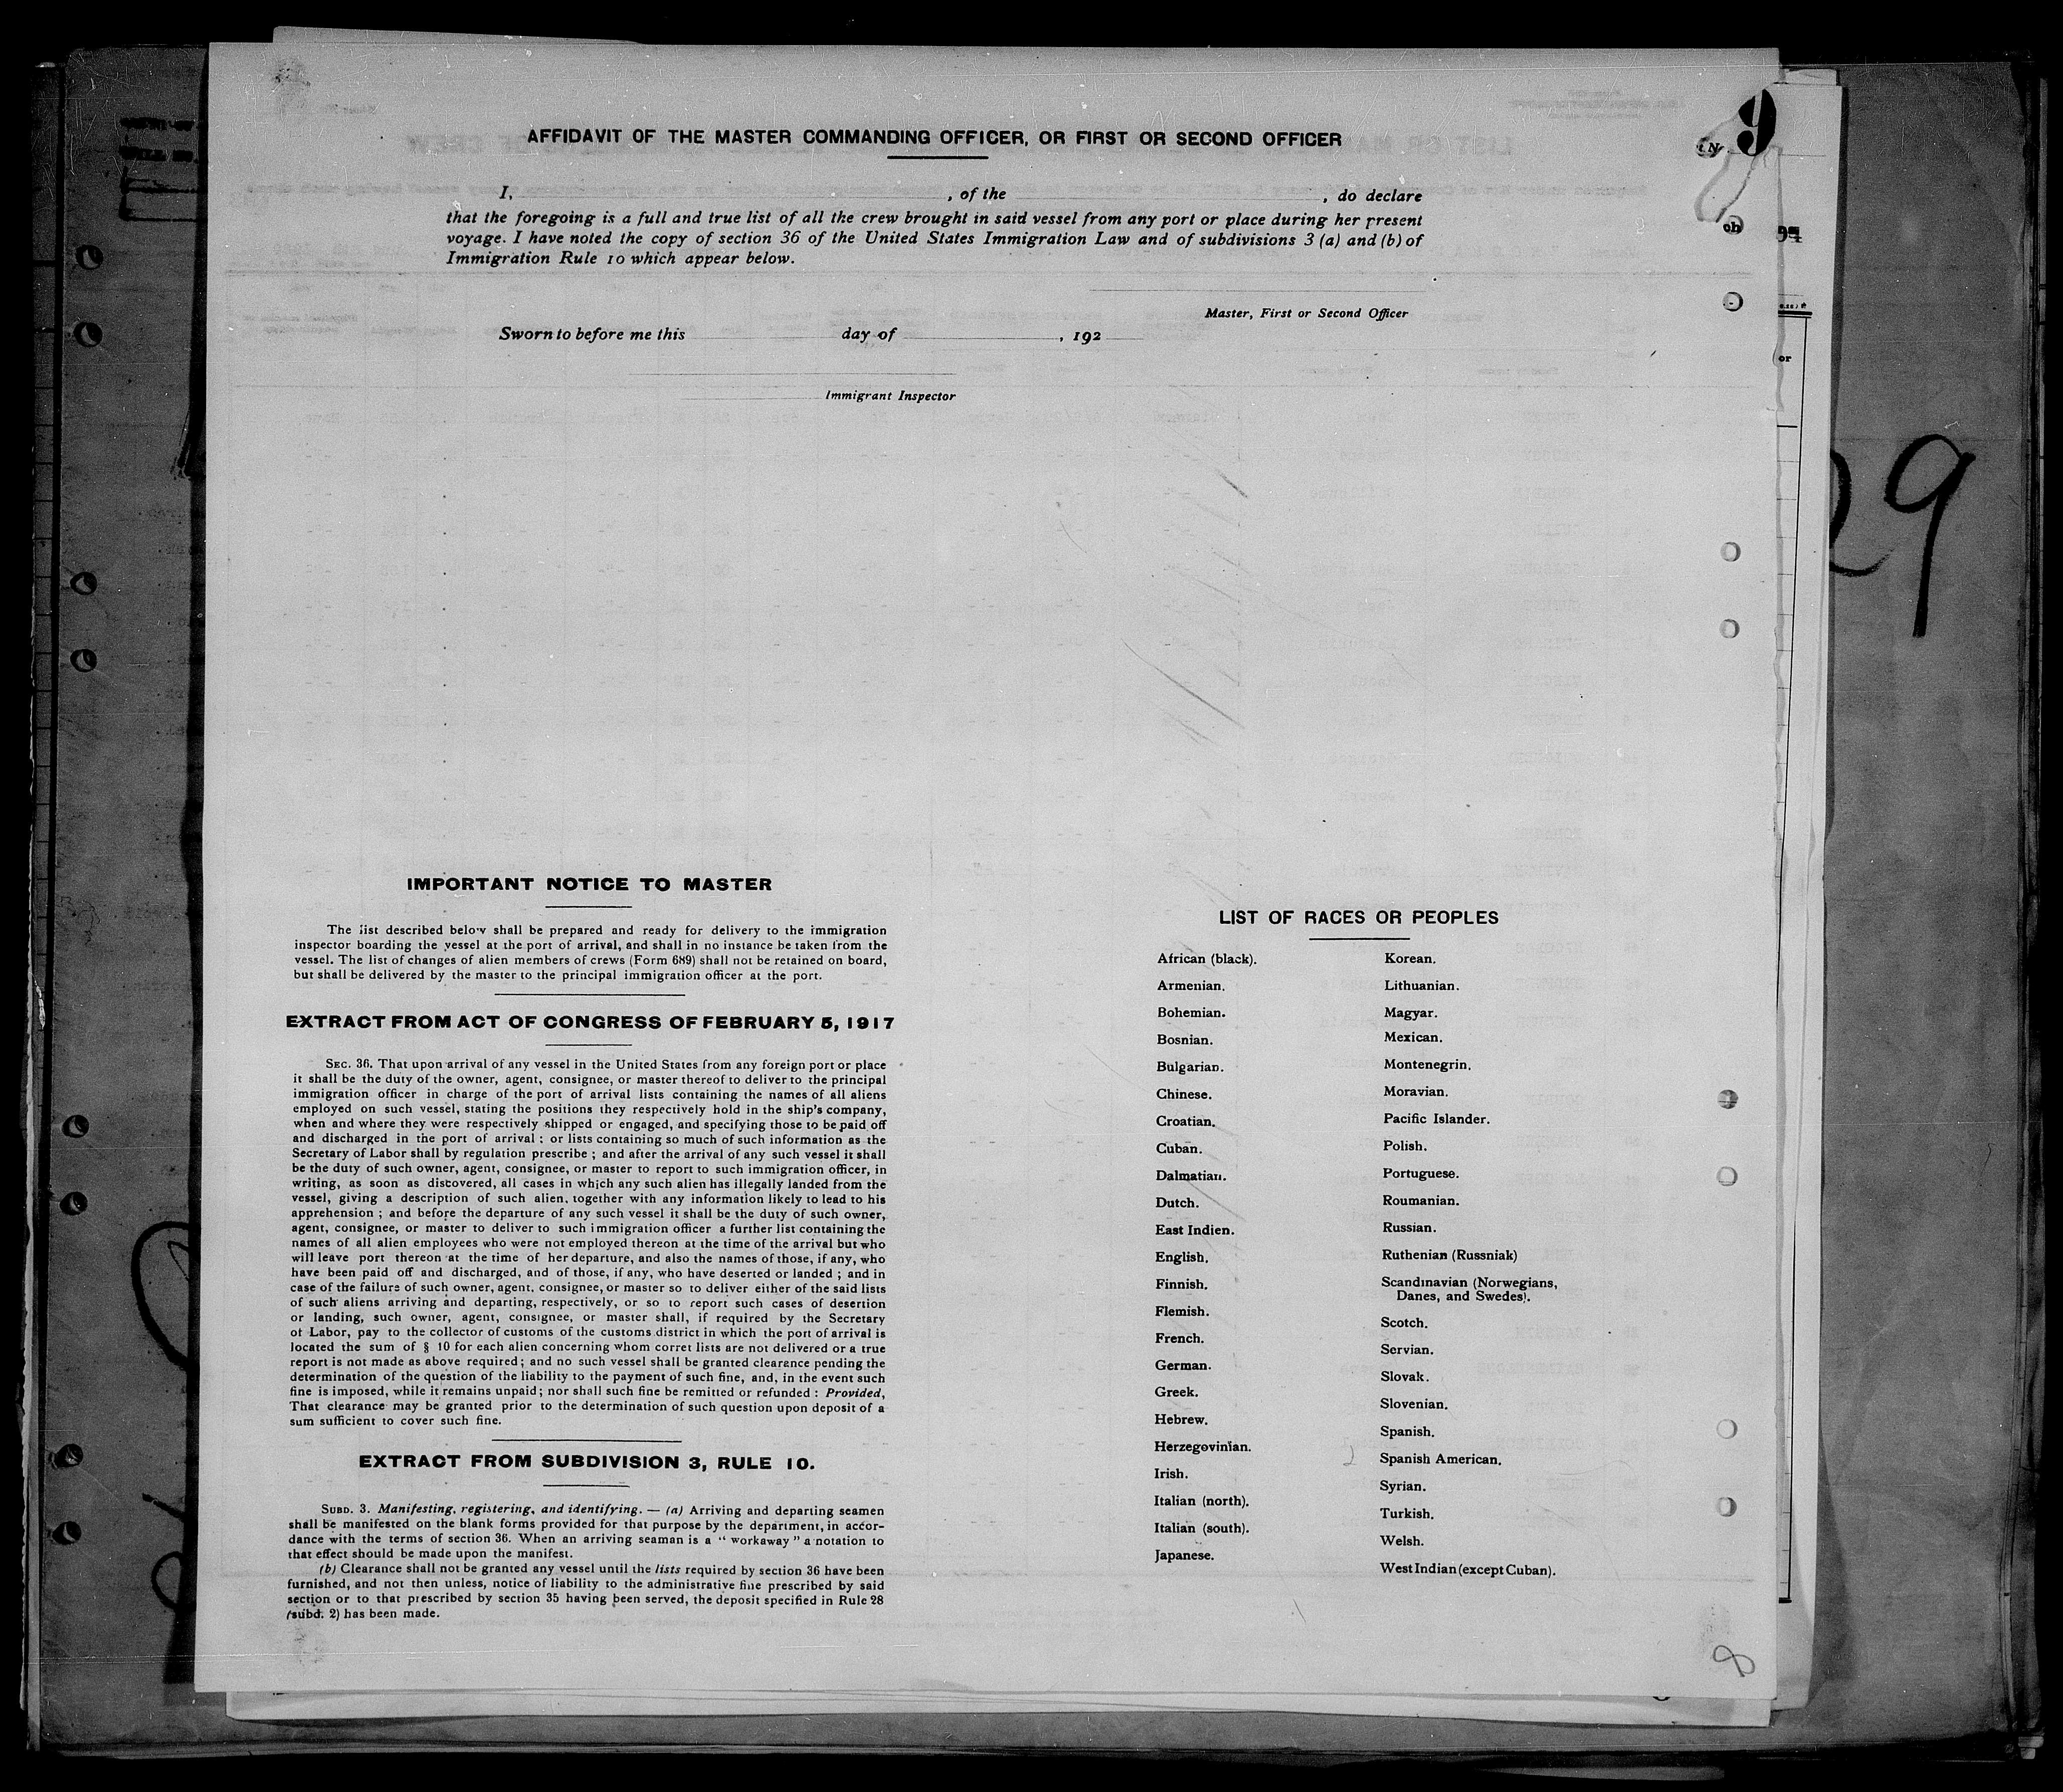 AFFIDAVIT OF THE MASTER COMMANDING OFFICER, OR FIRST OR SECOND OFFICER
I, , of the , do declare
that the foregoing is a full and true list of all the crew brought in said vessel from any port or place during her present
voyage. I have noted the copy of section 36 of the United States Immigration Law and of subdivisions 3 (a) and (b) of
Immigration Rule 10 which appear below.
Master, First or Second Officer
Sworn to before me this day of , 192
Immigrant Inspector
IMPORTANT NOTICE TO MASTER
The list described below shall be prepared and ready for delivery to the immigration
inspector boarding the vessel at the port of arrival, and shall in no instance be taken from the
vessel. The list of changes of alien members of crews (Form 689) shall not be retained on board,
but shall be delivered by the master to the principal immigration officer at the port.
EXTRACT FROM ACT OF CONGRESS OF FEBRUARY 5, 1917
SEC. 36. That upon arrival of any vessel in the United States from any foreign port or place
it shall be the duty of the owner, agent, consignee, or master thereof to deliver to the principal
immigration officer in charge of the port of arrival lists containing the names of all aliens
employed on such vessel, stating the positions they respectively hold in the ship's company,
when and where they were respectively shipped or engaged, and specifying those to be paid off
and discharged in the port of arrival : or lists containing so much of such information as the
Secretary of Labor shall by regulation prescribe ; and after the arrival of any such vessel it shall
be the duty of such owner, agent, consignee, or master to report to such immigration officer, in
writing, as soon as discovered, all cases in which any such alien has illegally landed from the
vessel, giving a description of such alien, together with any information likely to lead to his
apprehension ; and before the departure of any such vessel it shall be the duty of such owner,
agent, consignee, or master to deliver to such immigration officer a further list containing the
names of all alien employees who were not employed thereon at the time of the arrival but who
will leave port thereon at the time of her departure, and also the names of those, if any, who
have been paid off and discharged, and of those, if any, who have deserted or landed ; and in
case of the failure of such owner, agent, consignee, or master so to deliver either of the said lists
of such aliens arriving and departing, respectively, or so to report such cases of desertion
or landing, such owner, agent, consignee, or master shall, if required by the Secretary
of Labor, pay to the collector of customs of the customs district in which the port of arrival is
located the sum of § 10 for each alien concerning whom corret lists are not delivered or a true
report is not made as above required ; and no such vessel shall be granted clearance pending the
determination of the question of the liability to the payment of such fine, and, in the event such
fine is imposed, while it remains unpaid ; nor shall such fine be remitted or refunded : Provided,
That clearance may be granted prior to the determination of such question upon deposit of a
sum sufficient to cover such fine.
EXTRACT FROM SUBDIVISION 3, RULE 10.
SUBD. 3. Manifesting, registering, and identifying. — (a) Arriving and departing seamen
shall be manifested on the blank forms provided for that purpose by the department, in accor-
dance with the terms of section 36. When an arriving seaman is a " workaway " a notation to
that effect should be made upon the manifest.
(b) Clearance shall not be granted any vessel until the lists required by section 36 have been
furnished, and not then unless, notice of liability to the administrative fine prescribed by said
section or to that prescribed by section 35 having been served, the deposit specified in Rule 28
(subd. 2) has been made.
LIST OF RACES OR PEOPLES
African (black).
Armenian.
Bohemian.
Bosnian.
Bulgarian.
Chinese.
Croatian.
Cuban.
Dalmatian.
Dutch.
East Indien.
English.
Finnish.
Flemish.
French.
German.
Greek.
Hebrew.
Herzegovinian.
Irish.
Italian (north).
Italian (south).
Japanese.
Korean.
Lithuanian.
Magyar.
Mexican.
Montenegrin.
Moravian.
Pacific Islander.
Polish.
Portuguese.
Roumanian.
Russian.
Ruthenian (Russniak)
Scandinavian (Norwegians,
Danes, and Swedes).
Scotch.
Servian.
Slovak.
Slovenian.
Spanish.
Spanish American.
Syrian.
Turkish.
Welsh.
West Indian (except Cuban).
9
8